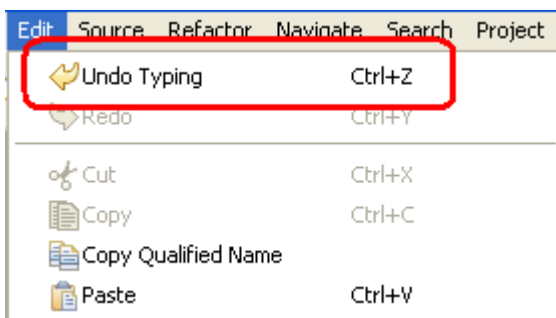 Edit Source Refactor Navigate Search Project
Undo Typing Ctrl+Z
Redo Ctrl+Y
Cut Ctrl+X
Copy Ctrl+C
Copy Qualified Name
Paste Ctrl+V